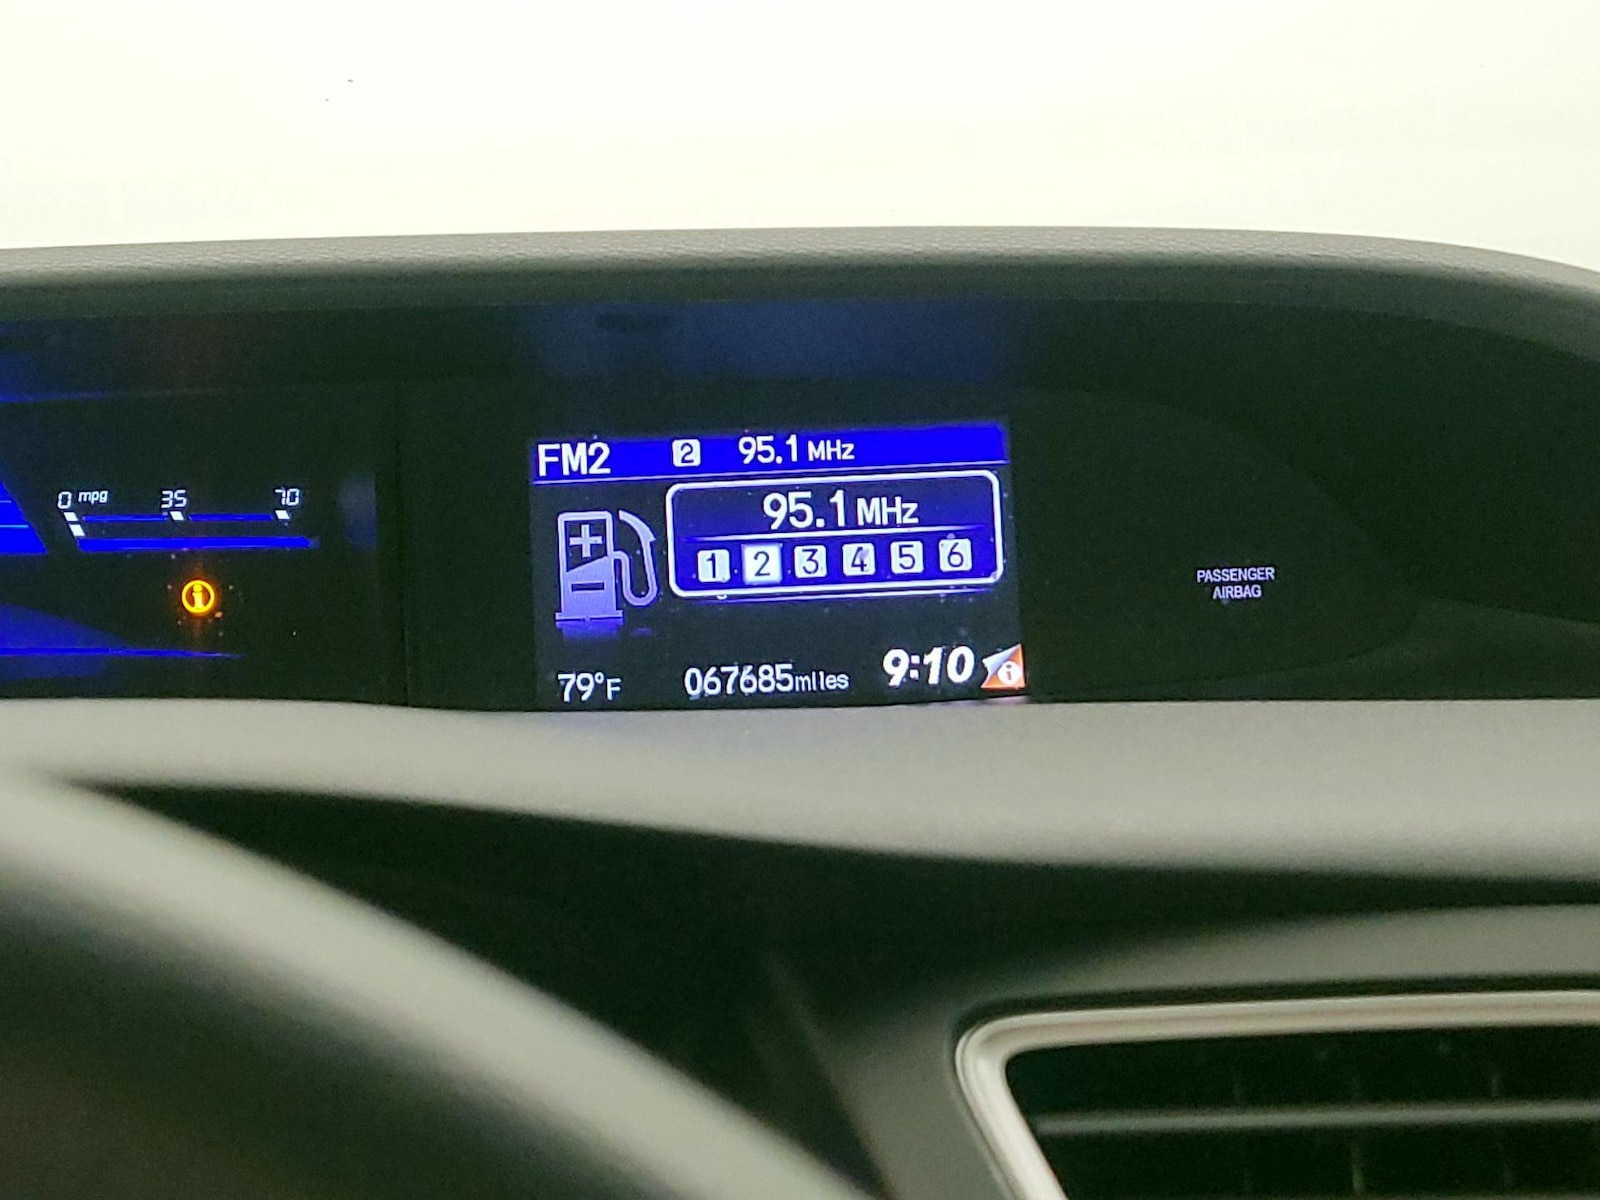 FM2 2 95.1 MHz
95.1 MHz
1 2 3 4 5 6
0 mpg 35 70
i
PASSENGER
AIRBAG
79°F 067685miles 9:10 i